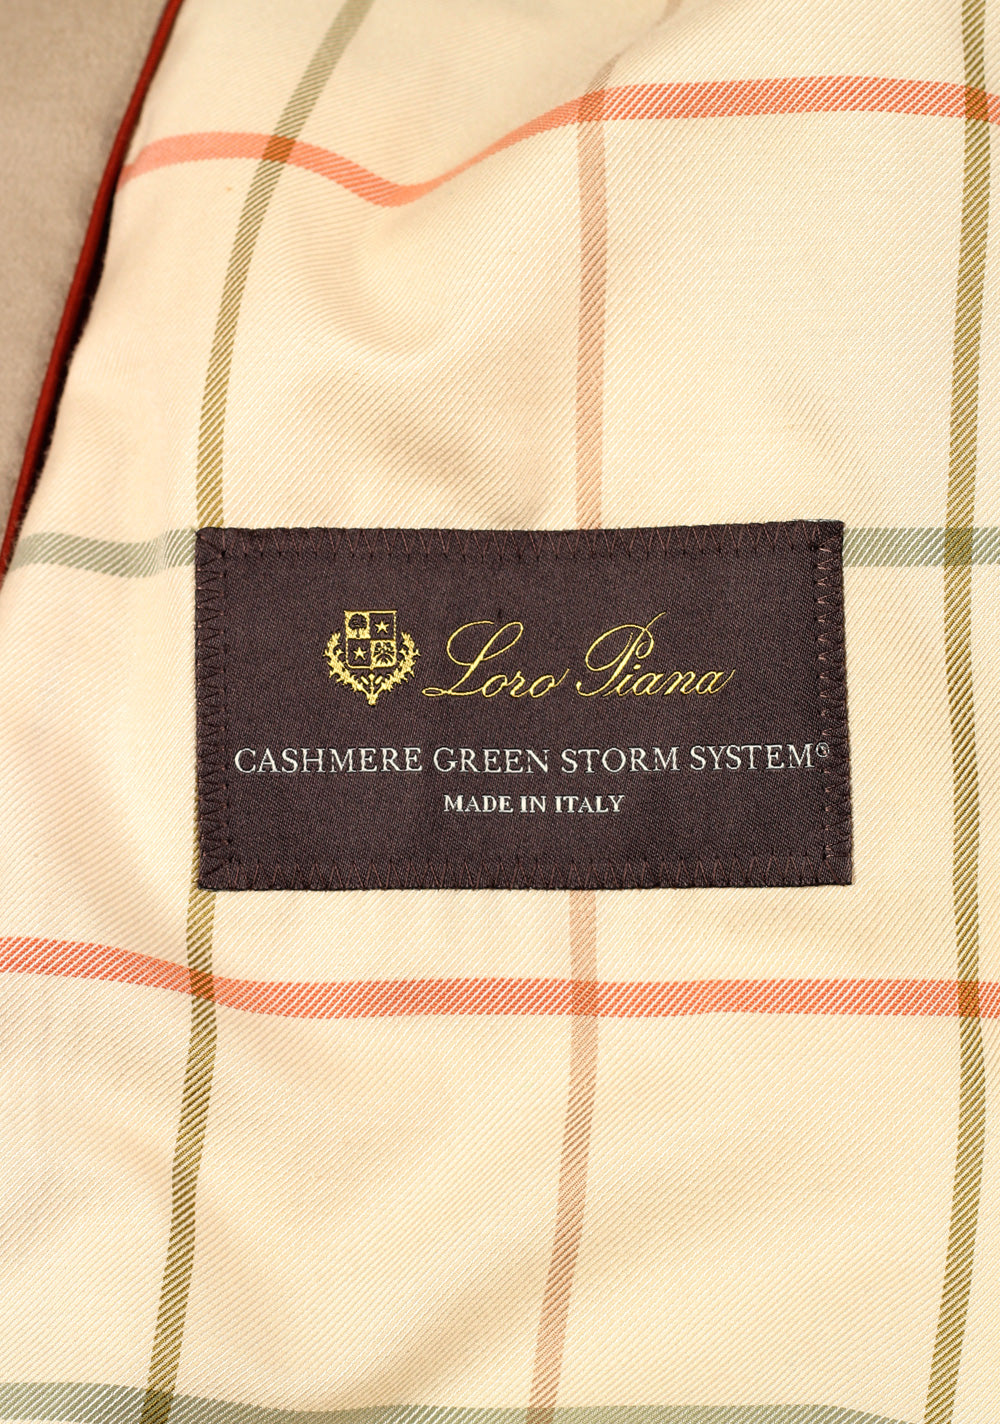 Loro Piana
CASHMERE GREEN STORM SYSTEM®
MADE IN ITALY